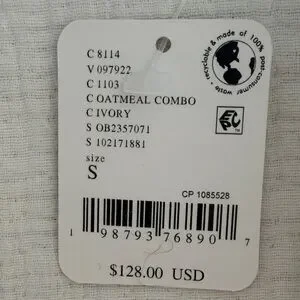 recyclable & made of 100% post-consumer waste
C 8114
V 097922
C 1103
C OATMEAL COMBO
C IVORY
S OB2357071
S 102171881
size
S
CP 1085528
1 98793 76890 7
$128.00 USD